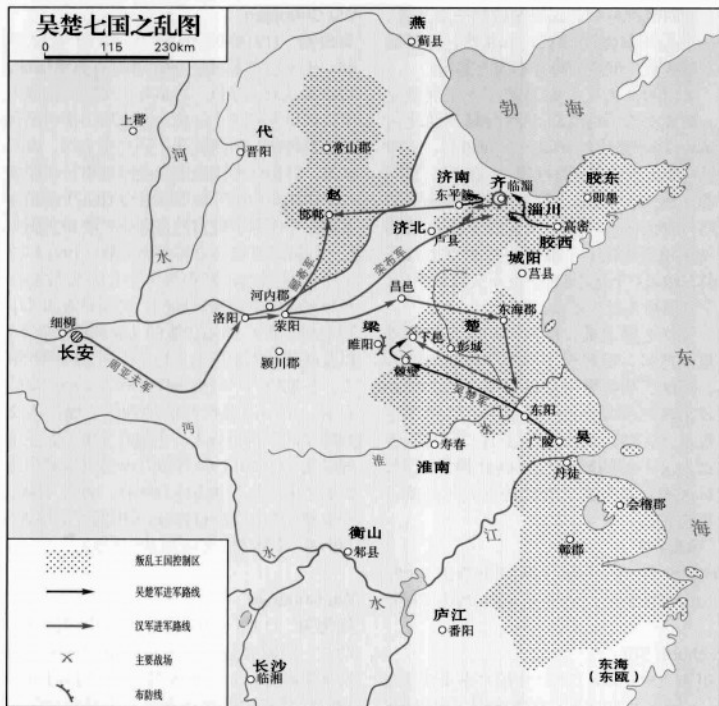 吴楚七国之乱图
0 115 230km
燕
蓟县
渤海
上郡
河
代
晋阳
常山郡
济南
齐
临淄
胶东
东平陵
即墨
赵
邯郸
淄川
济北
卢县
高密
胶西
城阳
莒县
郦寄军
栾布军
水
河内郡
昌邑
洛阳
荥阳
东海郡
细柳
长安
梁
楚
睢阳
下邑
彭城
颍川郡
棘壁
周亚夫军
吴楚军
东
东阳
沔
水
广陵
吴
寿春
淮
淮南
丹徒
会稽郡
海
衡山
江
鄣郡
水
邾县
水
庐江
番阳
长沙
临湘
东海
(东瓯)
叛乱王国控制区
吴楚军进军路线
汉军进军路线
主要战场
布防线